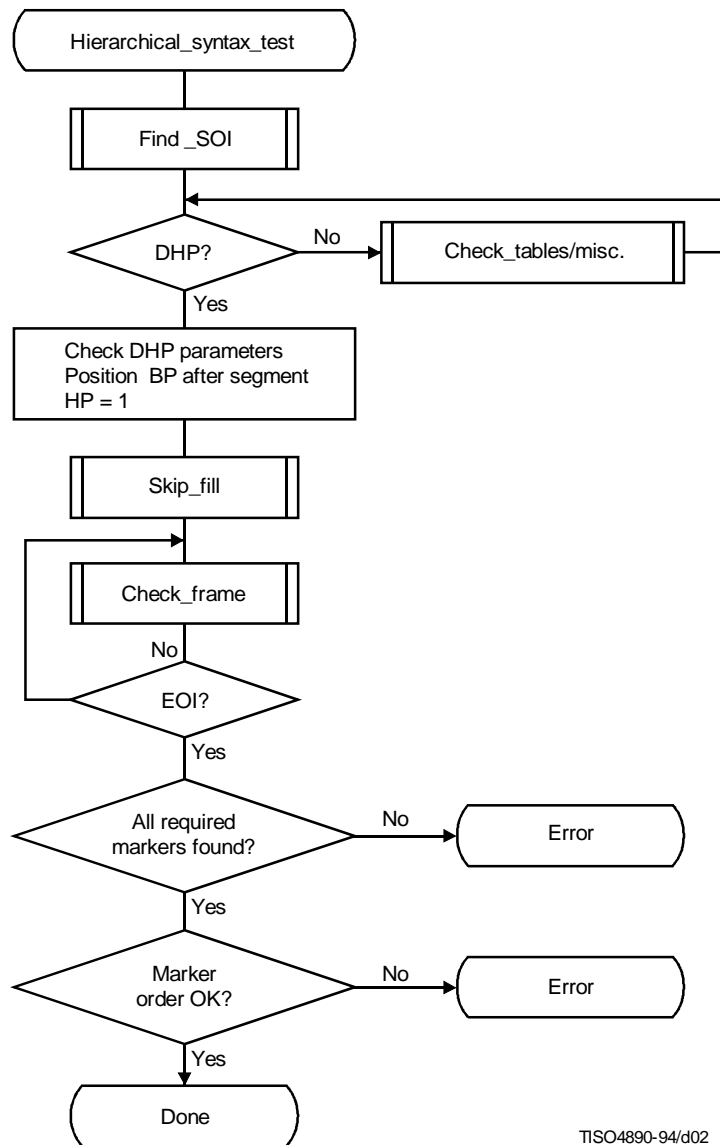 Hierarchical_syntax_test
Find _SOI
DHP?
No
Check_tables/misc.
Yes
Check DHP parameters
Position BP after segment
HP = 1
Skip_fill
Check_frame
No
EOI?
Yes
All required
markers found?
No
Error
Yes
Marker
order OK?
No
Error
Yes
Done
TISO4890-94/d02